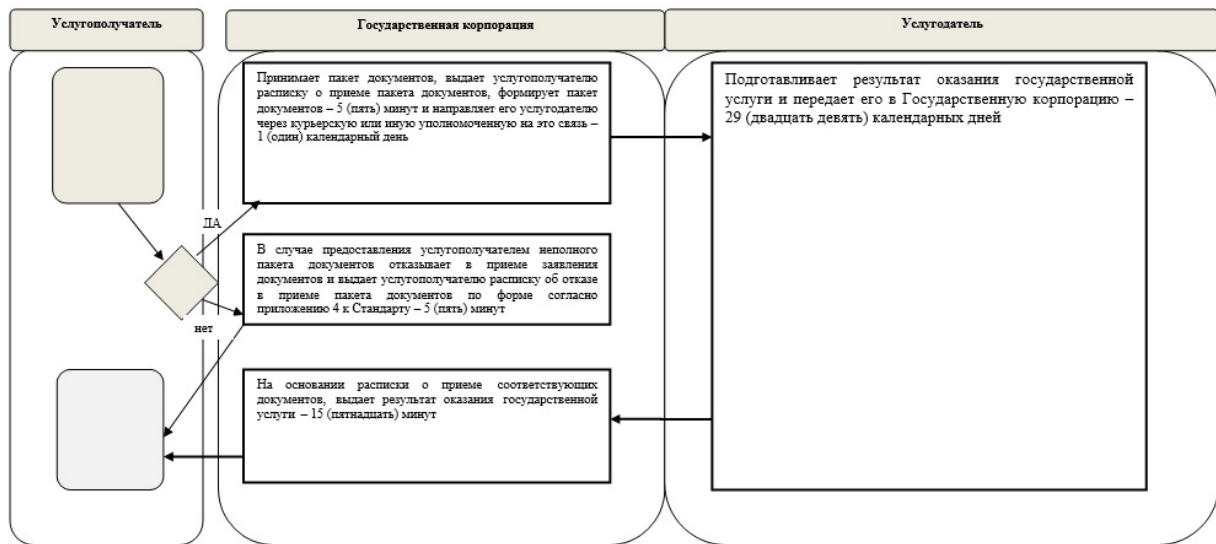 Услугополучатель
Государственная корпорация
Услугодатель
Принимает пакет документов, выдает услугополучателю
расписку о приеме пакета документов, формирует пакет
документов – 5 (пять) минут и направляет его услугодателю
через курьерскую или иную уполномоченную на это связь –
1 (один) календарный день
Подготавливает результат оказания государственной
услуги и передает его в Государственную корпорацию –
29 (двадцать девять) календарных дней
ДА
В случае предоставления услугополучателем неполного
пакета документов отказывает в приеме заявления
документов и выдает услугополучателю расписку об отказе
в приеме пакета документов по форме согласно
приложению 4 к Стандарту – 5 (пять) минут
нет
На основании расписки о приеме соответствующих
документов, выдает результат оказания государственной
услуги – 15 (пятнадцать) минут